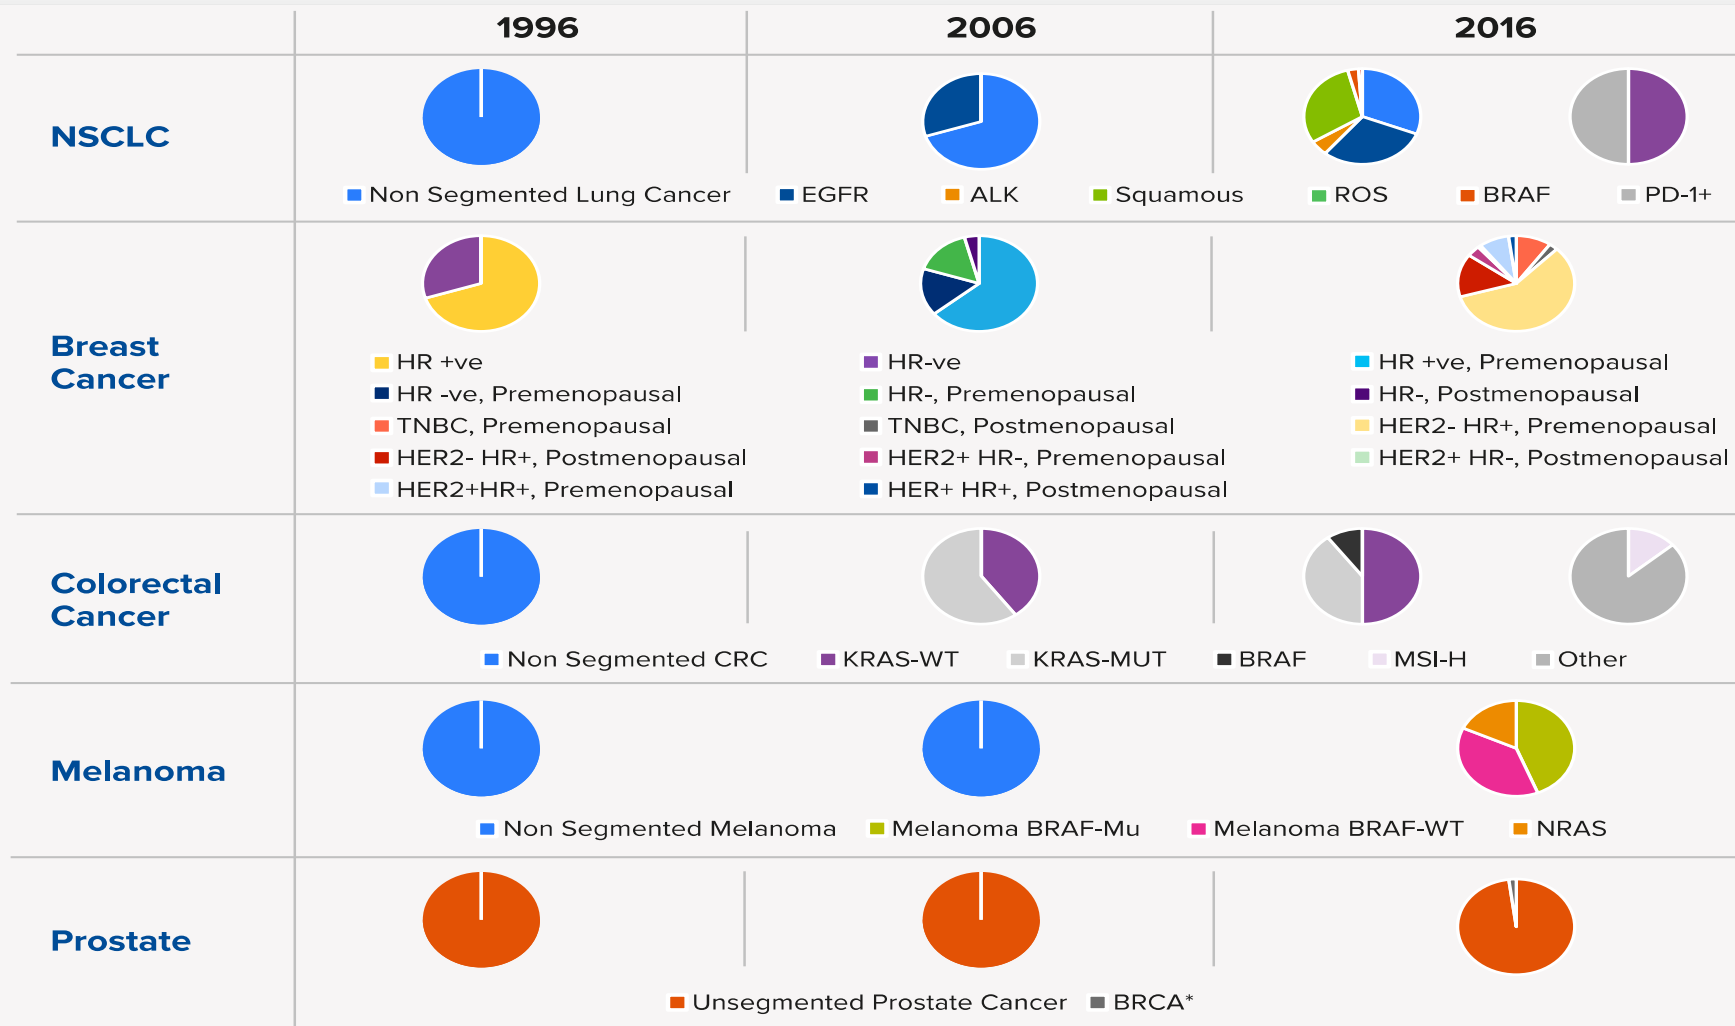 1996 2006 2016
NSCLC
Non Segmented Lung Cancer EGFR ALK Squamous ROS BRAF PD-1+
Breast
Cancer
HR +ve HR-ve HR +ve, Premenopausal
HR -ve, Premenopausal HR-, Premenopausal HR-, Postmenopausal
TNBC, Premenopausal TNBC, Postmenopausal HER2- HR+, Premenopausal
HER2- HR+, Postmenopausal HER2+ HR-, Premenopausal HER2+ HR-, Postmenopausal
HER2+HR+, Premenopausal HER+ HR+, Postmenopausal
Colorectal
Cancer
Non Segmented CRC KRAS-WT KRAS-MUT BRAF MSI-H Other
Melanoma
Non Segmented Melanoma Melanoma BRAF-Mu Melanoma BRAF-WT NRAS
Prostate
Unsegmented Prostate Cancer BRCA*